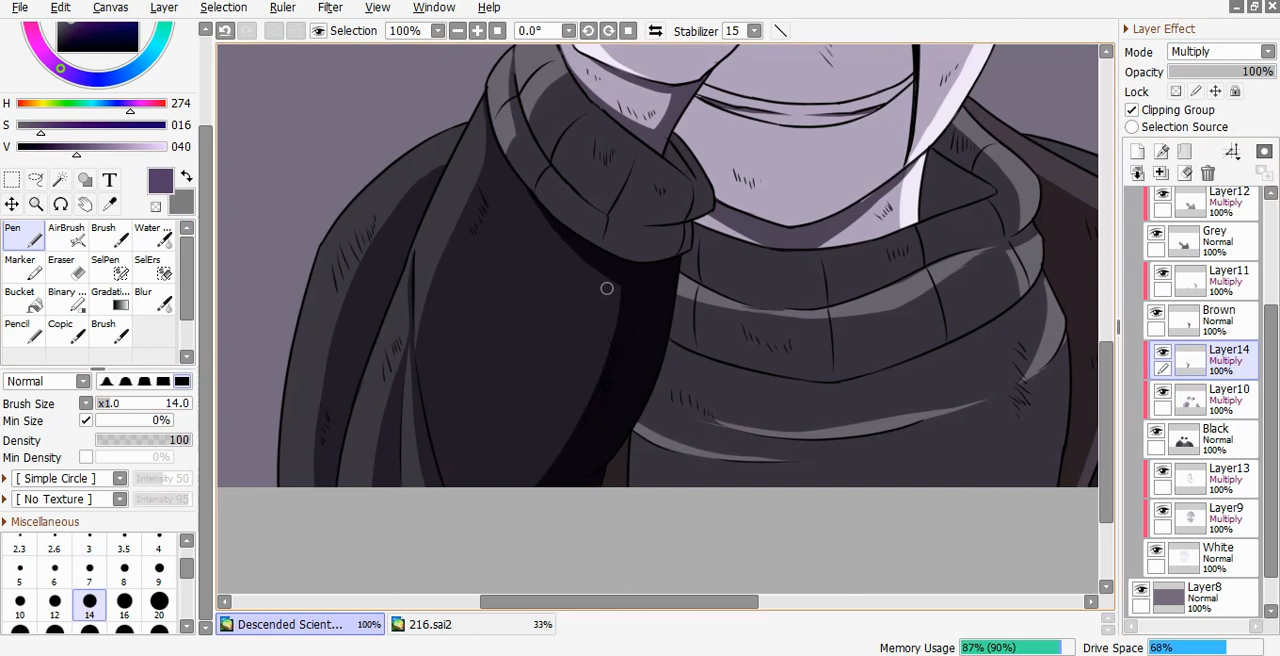 File Edit Canvas Layer Selection Ruler Filter View Window Help
Selection 100% 0.0° Stabilizer 15
H 274
S 016
V 040
T
Pen AirBrush Brush Water ...
Marker Eraser SelPen SelErs
Bucket Binary ... Gradati... Blur
Pencil Copic Brush
Normal
Brush Size x1.0 14.0
Min Size 0%
Density 100
Min Density 0%
[ Simple Circle ] Intensity 50
[ No Texture ] Intensity 95
Miscellaneous
2.3 2.6 3 3.5 4
5 6 7 8 9
10 12 14 16 20
Layer Effect
Mode Multiply
Opacity 100%
Lock
Clipping Group
Selection Source
Layer12
Multiply
100%
Grey
Normal
100%
Layer11
Multiply
100%
Brown
Normal
100%
Layer14
Multiply
100%
Layer10
Multiply
100%
Black
Normal
100%
Layer13
Multiply
100%
Layer9
Multiply
100%
White
Normal
100%
Layer8
Normal
100%
Descended Scient... 100% 216.sai2 33%
Memory Usage 87% (90%) Drive Space 68%